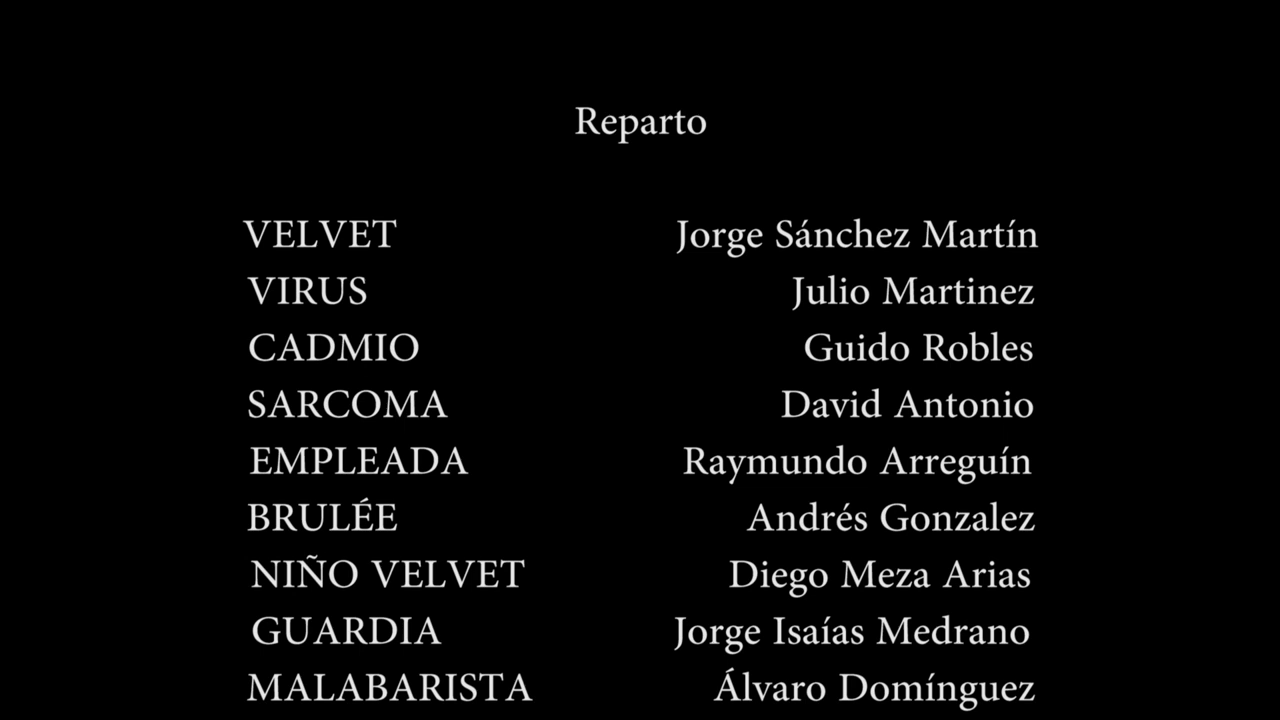 Reparto
VELVET Jorge Sánchez Martín
VIRUS Julio Martinez
CADMIO Guido Robles
SARCOMA David Antonio
EMPLEADA Raymundo Arreguín
BRULÉE Andrés Gonzalez
NIÑO VELVET Diego Meza Arias
GUARDIA Jorge Isaías Medrano
MALABARISTA Álvaro Domínguez